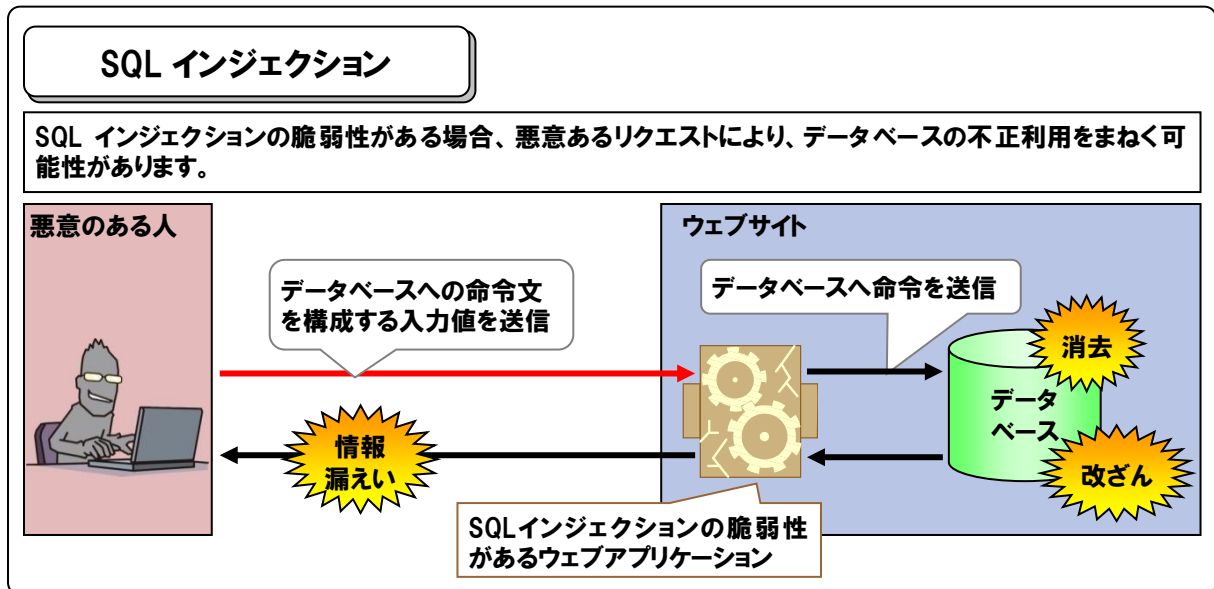 SQL インジェクション
SQL インジェクションの脆弱性がある場合、悪意あるリクエストにより、データベースの不正利用をまねく可
能性があります。
悪意のある人
ウェブサイト
データベースへの命令文
を構成する入力値を送信
データベースへ命令を送信
消去
データ
ベース
情報
漏えい
改ざん
SQLインジェクションの脆弱性
があるウェブアプリケーション